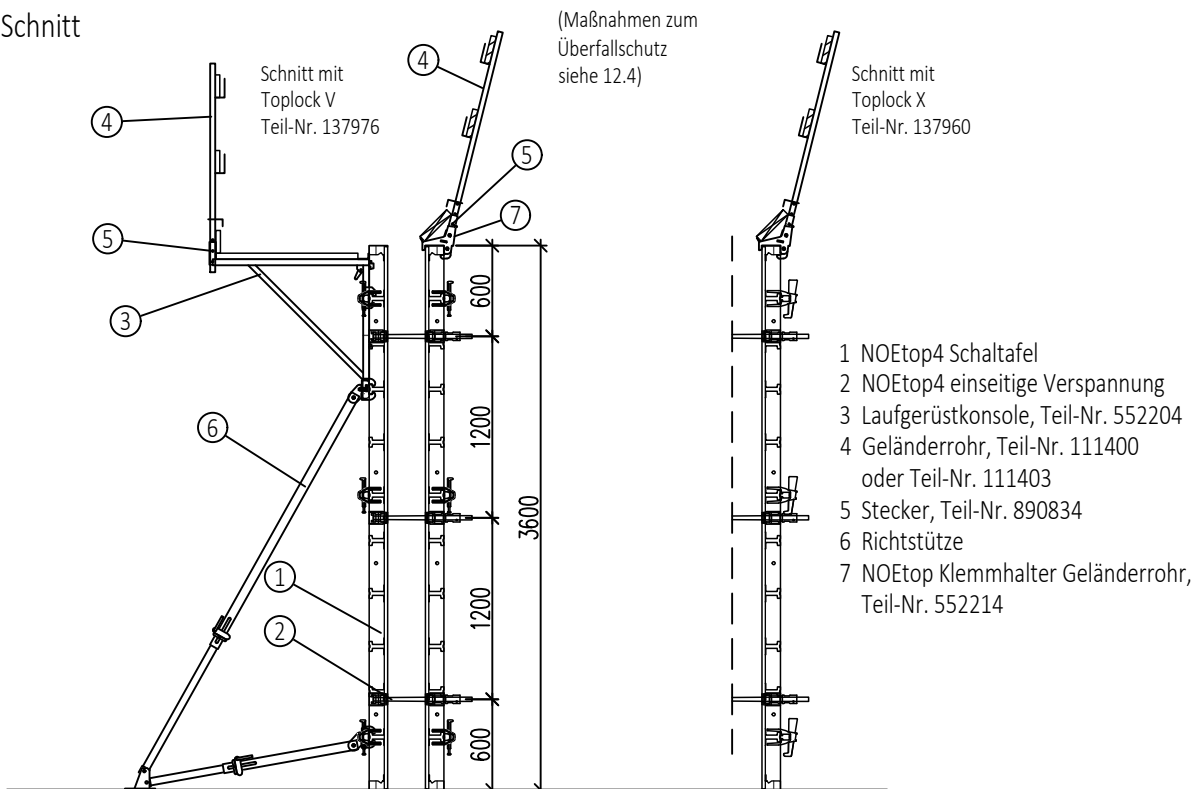 Schnitt
(Maßnahmen zum
Überfallschutz
siehe 12.4)
Schnitt mit
Toplock V
Teil-Nr. 137976
Schnitt mit
Toplock X
Teil-Nr. 137960
4
4
5
7
5
3
6
1
2
600
1200
1200
600
3600
1 NOEtop4 Schaltafel
2 NOEtop4 einseitige Verspannung
3 Laufgerüstkonsole, Teil-Nr. 552204
4 Geländerrohr, Teil-Nr. 111400
oder Teil-Nr. 111403
5 Stecker, Teil-Nr. 890834
6 Richtstütze
7 NOEtop Klemmhalter Geländerrohr,
Teil-Nr. 552214